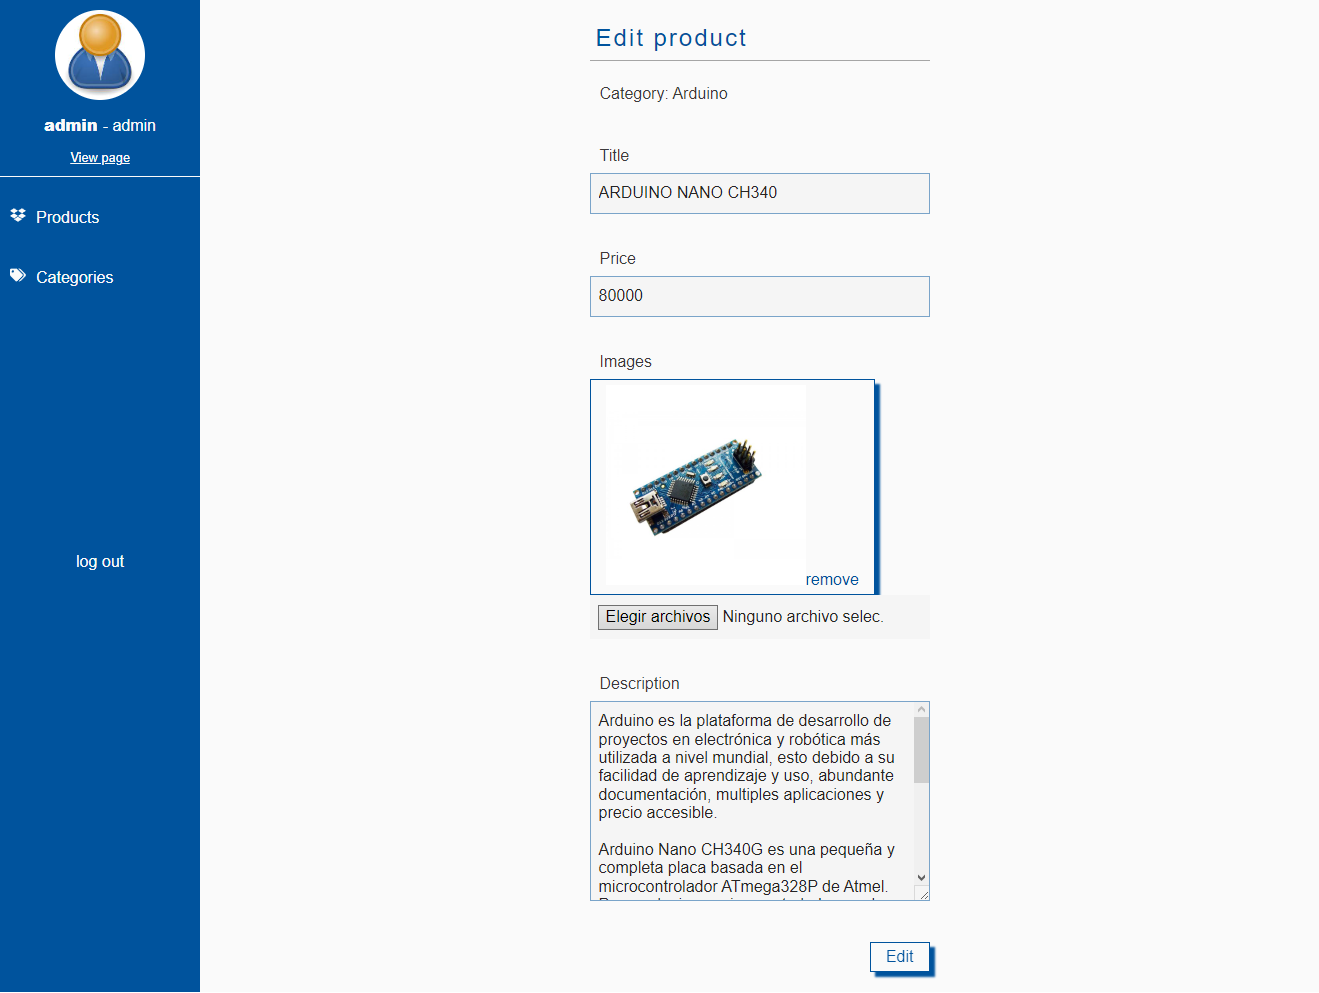 admin - admin
View page
Products
Categories
log out
Edit product
Category: Arduino
Title
ARDUINO NANO CH340
Price
80000
Images
remove
Elegir archivos Ninguno archivo selec.
Description
Arduino es la plataforma de desarrollo de
proyectos en electrónica y robótica más
utilizada a nivel mundial, esto debido a su
facilidad de aprendizaje y uso, abundante
documentación, multiples aplicaciones y
precio accesible.
Arduino Nano CH340G es una pequeña y
completa placa basada en el
microcontrolador ATmega328P de Atmel.
Edit